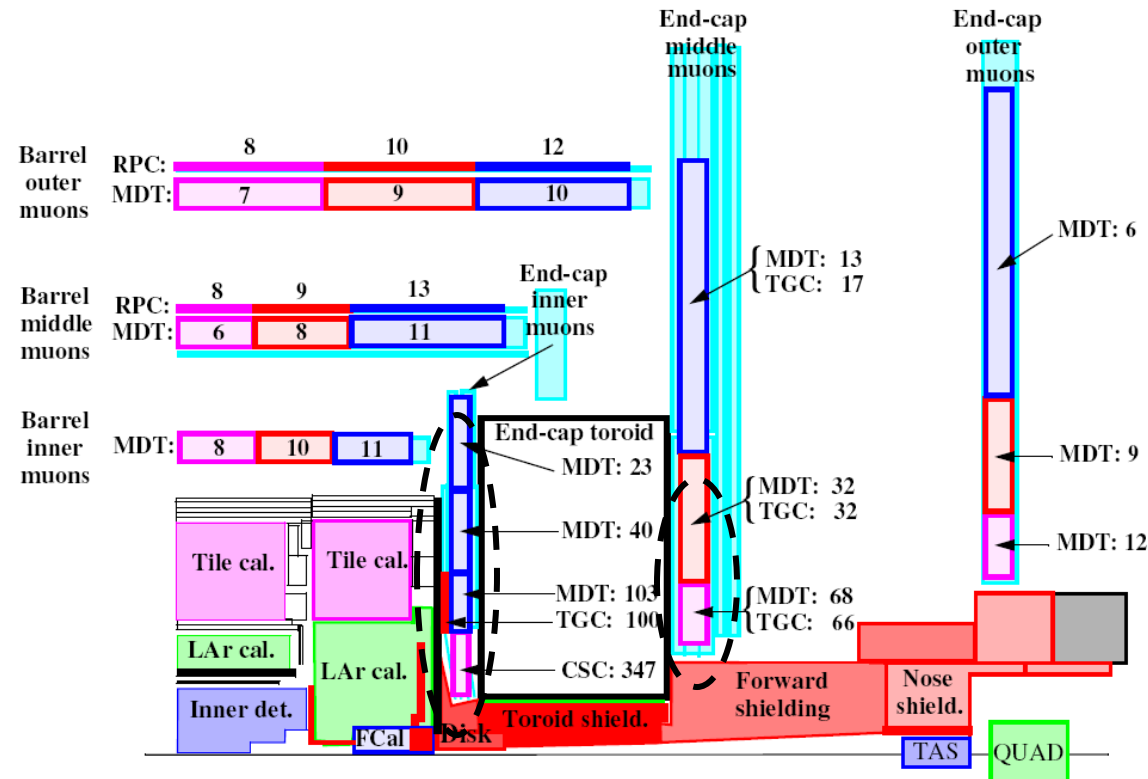 End-cap
middle
muons
End-cap
outer
muons
8 10 12
Barrel
outer
muons
RPC:
MDT: 7 9 10
MDT: 6
{MDT: 13
TGC: 17
End-cap
inner
muons
8 9 13
Barrel
middle
muons
RPC:
MDT: 6 8 11
Barrel
inner
muons
MDT: 8 10 11
End-cap toroid
MDT: 23
MDT: 40
MDT: 103
TGC: 100
CSC: 347
{MDT: 32
TGC: 32
{MDT: 68
TGC: 66
MDT: 9
MDT: 12
Tile cal.
Tile cal.
LAr cal.
LAr cal.
Inner det.
FCal
Disk
Toroid shield.
Forward
shielding
Nose
shield.
TAS
QUAD